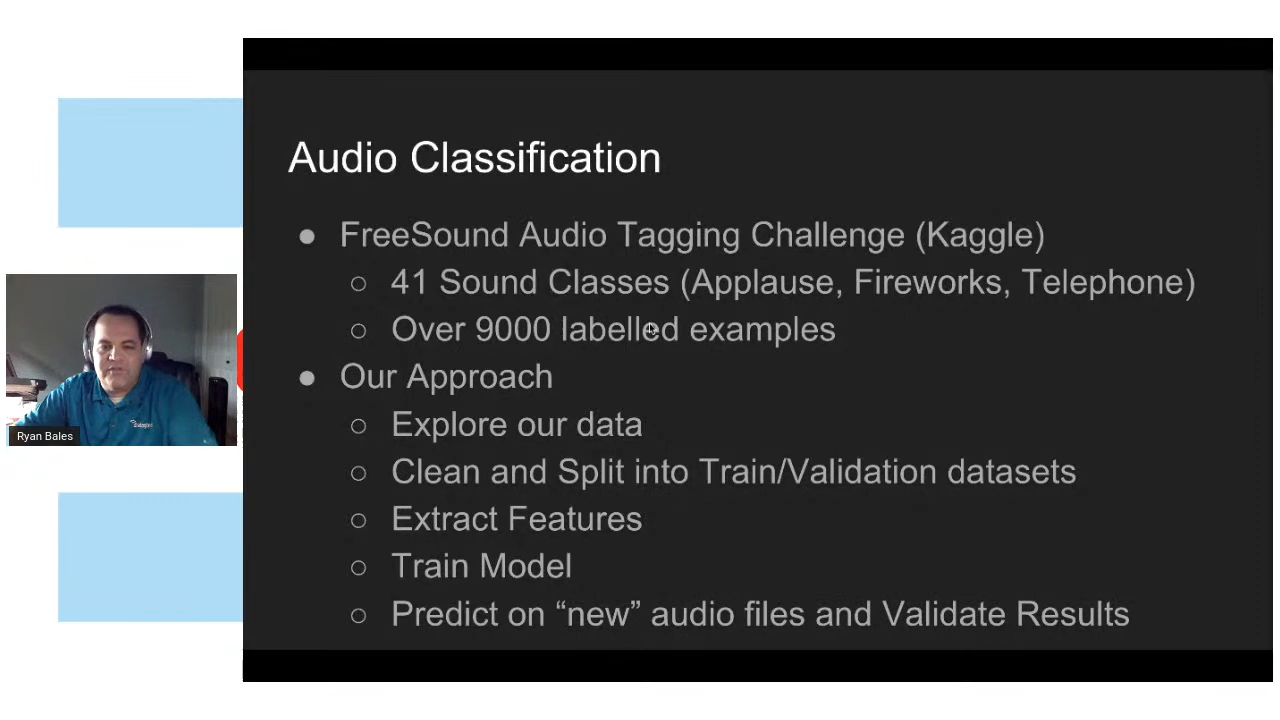 Audio Classification
● FreeSound Audio Tagging Challenge (Kaggle)
○ 41 Sound Classes (Applause, Fireworks, Telephone)
○ Over 9000 labelled examples
● Our Approach
○ Explore our data
○ Clean and Split into Train/Validation datasets
○ Extract Features
○ Train Model
○ Predict on “new” audio files and Validate Results
Ryan Bales